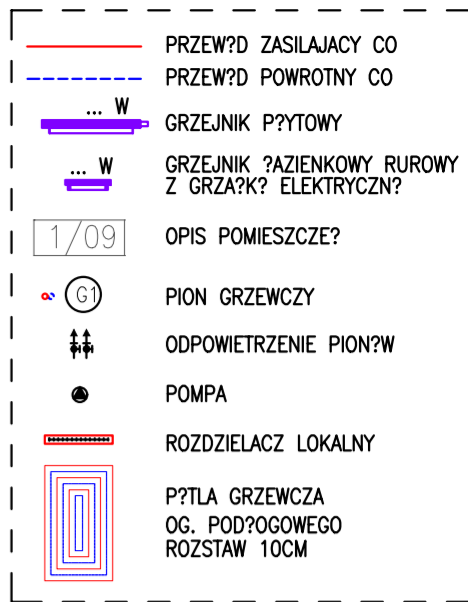 PRZEW?D ZASILAJACY CO
PRZEW?D POWROTNY CO
... W
GRZEJNIK P?YTOWY
... W
GRZEJNIK ?AZIENKOWY RUROWY
Z GRZA?K? ELEKTRYCZN?
1/09
OPIS POMIESZCZE?
G1
PION GRZEWCZY
ODPOWIETRZENIE PION?W
POMPA
ROZDZIELACZ LOKALNY
P?TLA GRZEWCZA
OG. POD?OGOWEGO
ROZSTAW 10CM